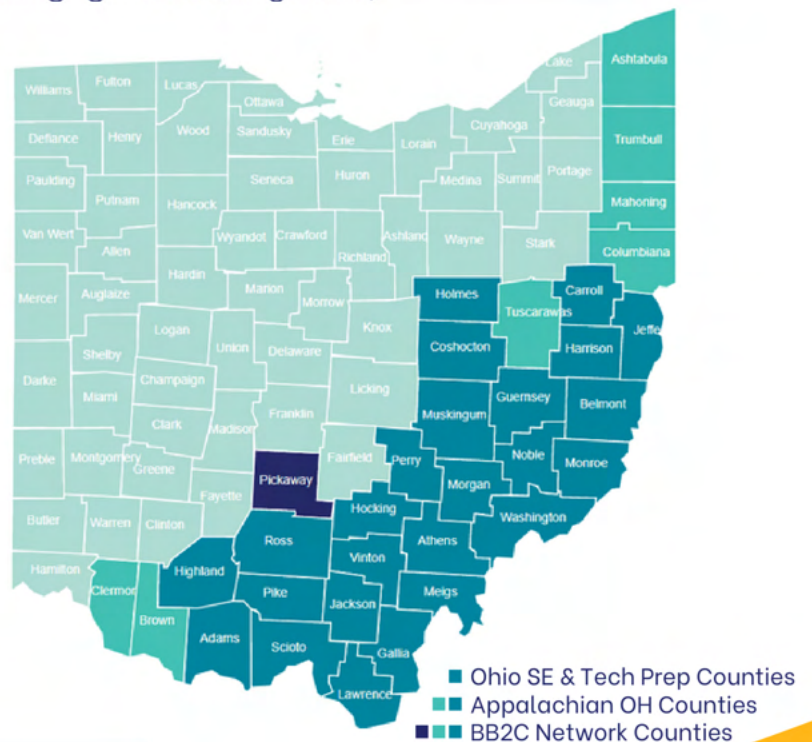 Ashtabula
Lake
Williams
Fulton
Lucas
Ottawa
Geauga
Cuyahoga
Trumbull
Defiance
Henry
Wood
Sandusky
Erie
Lorain
Portage
Paulding
Seneca
Huron
Medina
Summit
Mahoning
Putnam
Hancock
Van Wert
Wyandot
Crawford
Ashland
Wayne
Stark
Columbiana
Allen
Richland
Hardin
Marion
Mercer
Auglaize
Morrow
Holmes
Carroll
Tuscarawas
Jeffe
Logan
Union
Knox
Shelby
Delaware
Coshocton
Harrison
Darke
Champaign
Miami
Licking
Guernsey
Belmont
Clark
Franklin
Muskingum
Madison
Preble
Montgomery
Greene
Pickaway
Fairfield
Perry
Noble
Monroe
Fayette
Morgan
Hocking
Washington
Butler
Warren
Clinton
Ross
Athens
Vinton
Hamilton
Highland
Clermor
Pike
Jackson
Meigs
Brown
Adams
Scioto
Gallia
Lawrence
Ohio SE & Tech Prep Counties
Appalachian OH Counties
BB2C Network Counties